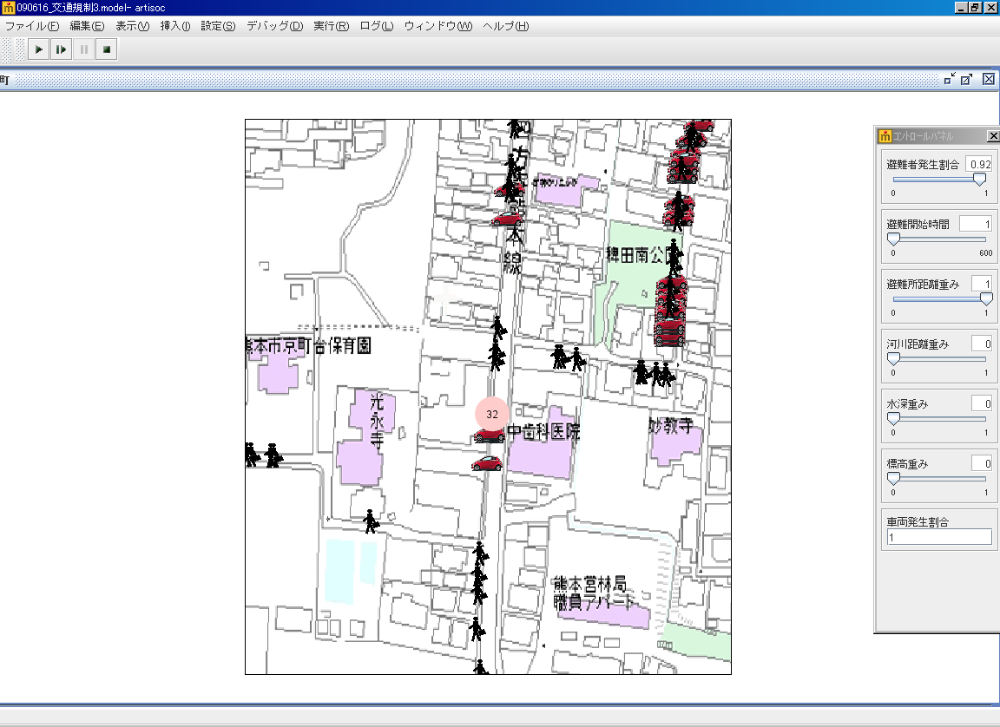 090616_交通規制3.model- artisoc
ファイル(F) 編集(E) 表示(V) 挿入(I) 設定(S) デバッグ(D) 実行(R) ログ(L) ウィンドウ(W) ヘルプ(H)
町
本
線
稗田南公
熊本市京町台保育園
光永寺
32
中歯科医院
妙教寺
熊本営林局
職員アパート
コントロールパネル
避難者発生割合 0.92
0 1
避難開始時間 1
0 600
避難所距離重み 1
0 1
河川距離重み 0
0 1
水深重み 0
0 1
標高重み 0
0 1
車両発生割合
1